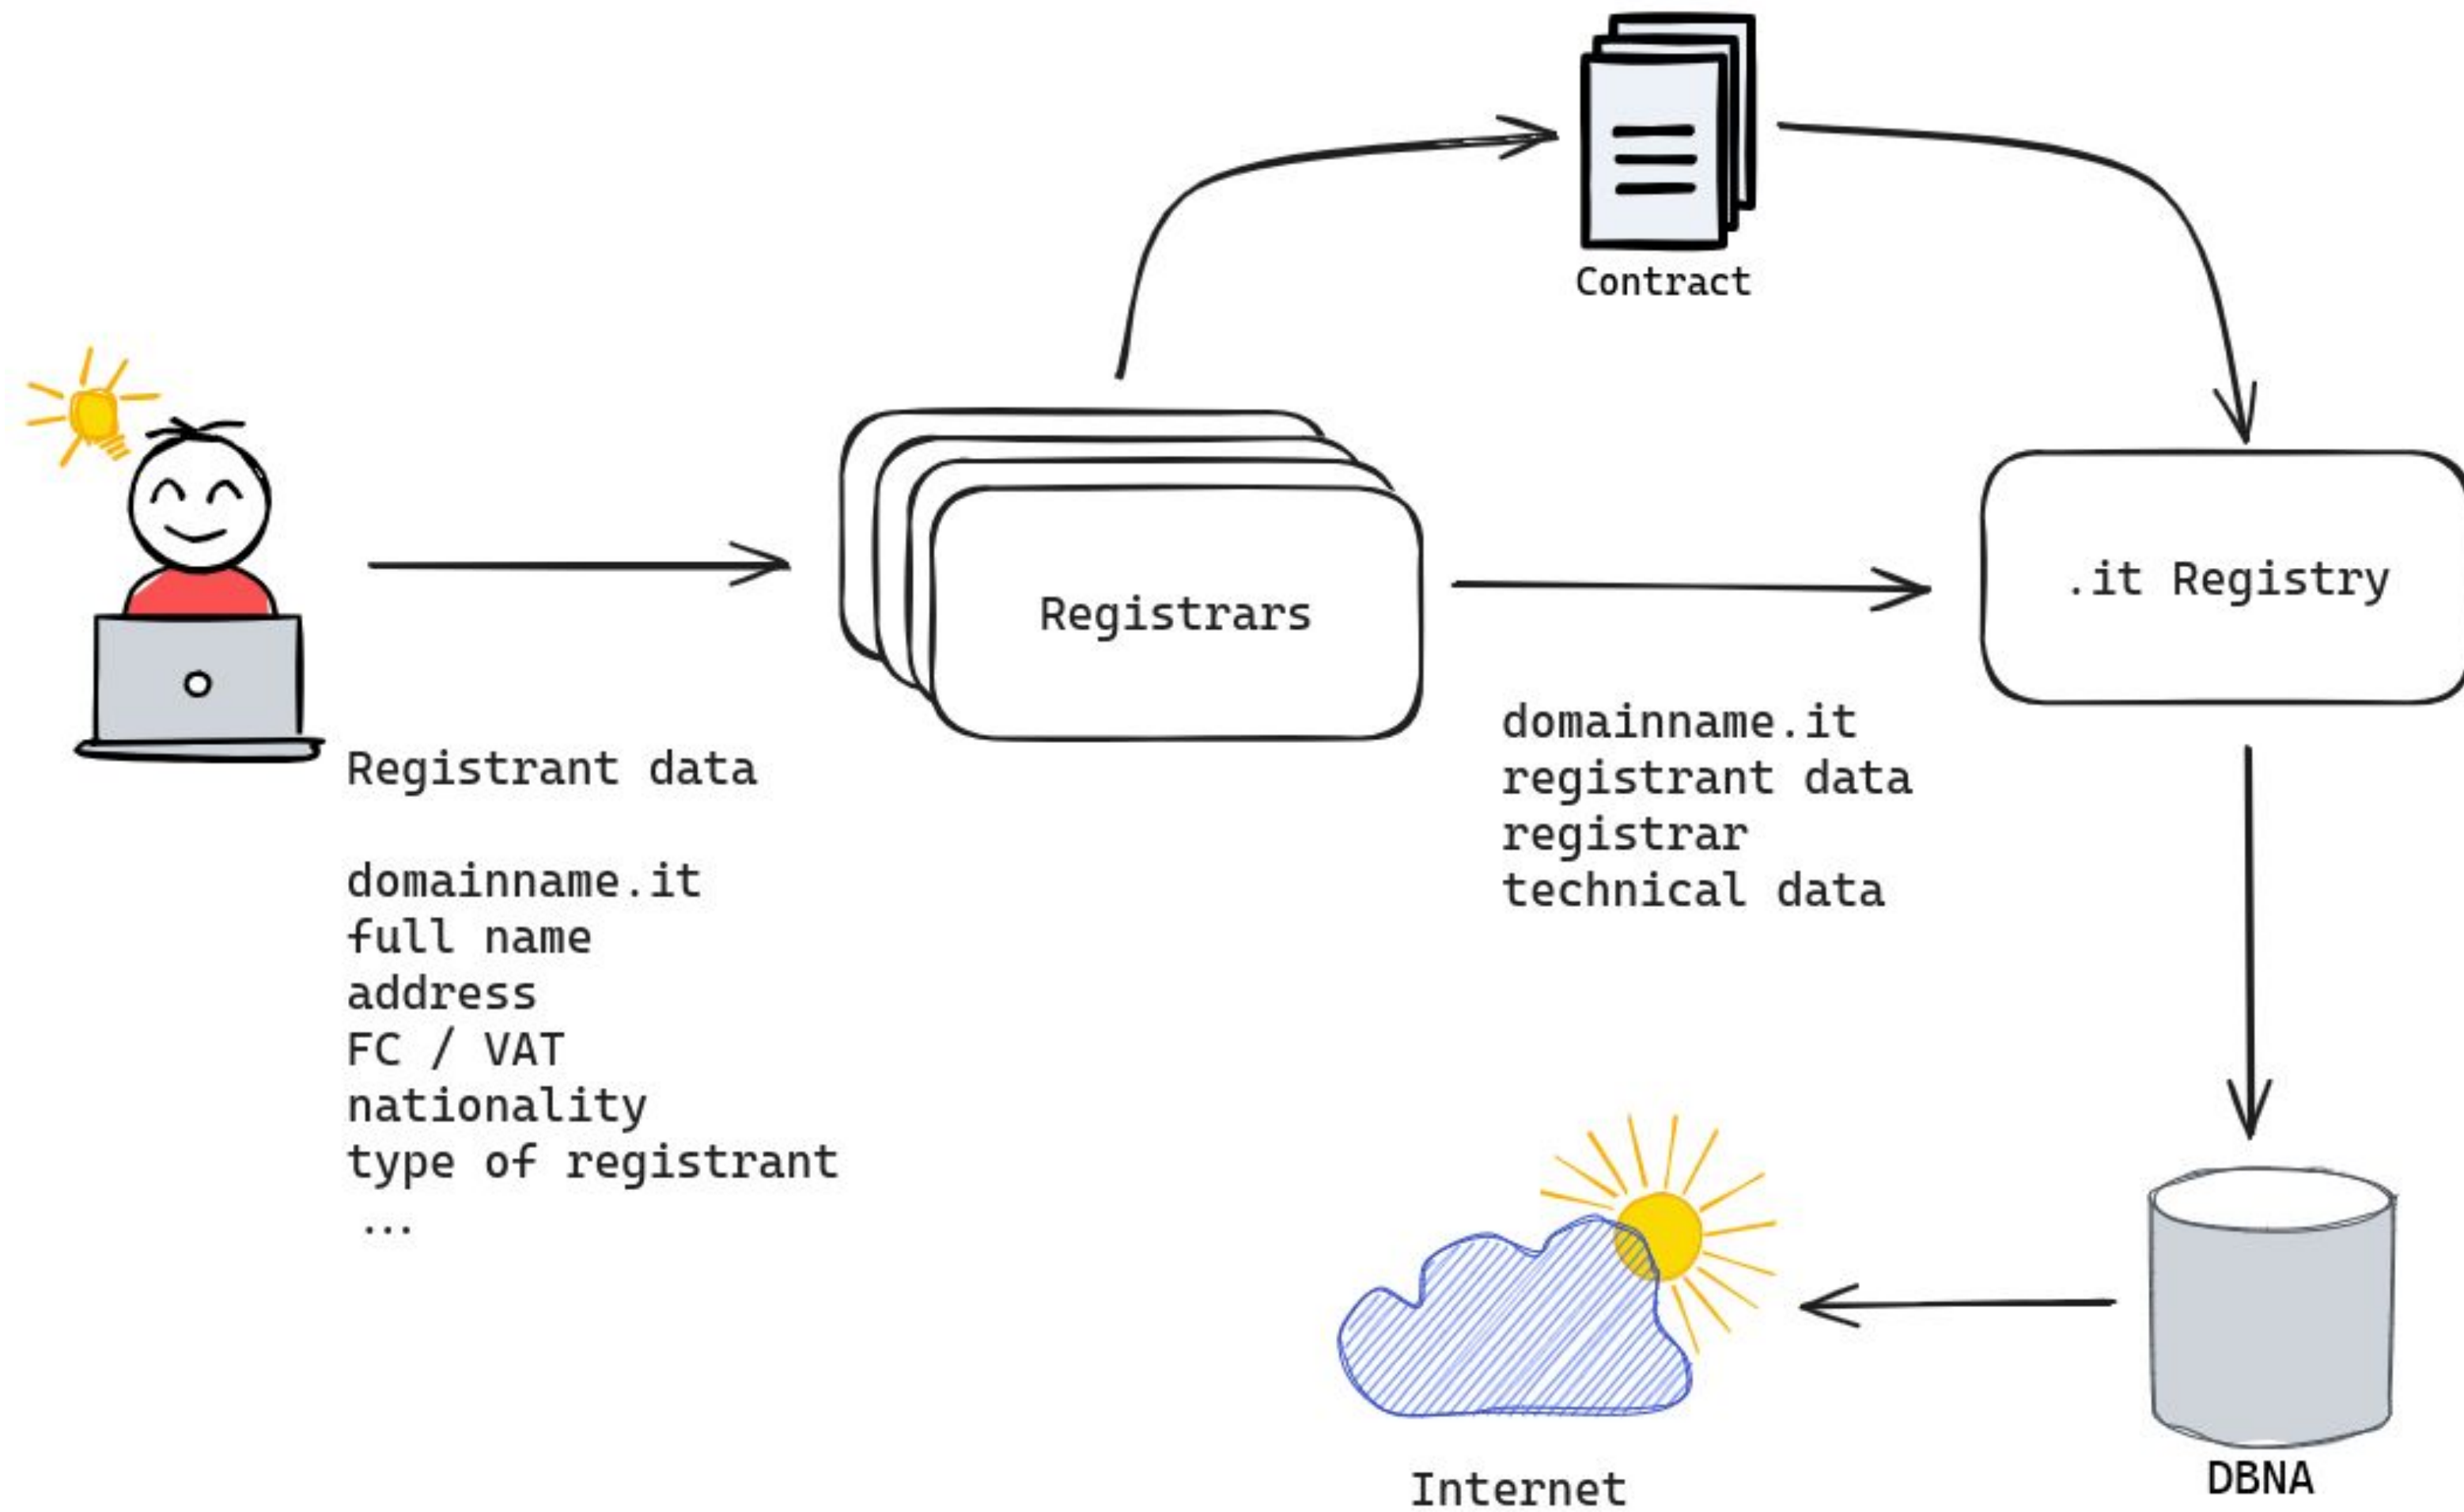 Contract
Registrars
.it Registry
Registrant data
domainname.it
full name
address
FC / VAT
nationality
type of registrant
...
domainname.it
registrant data
registrar
technical data
Internet
DBNA